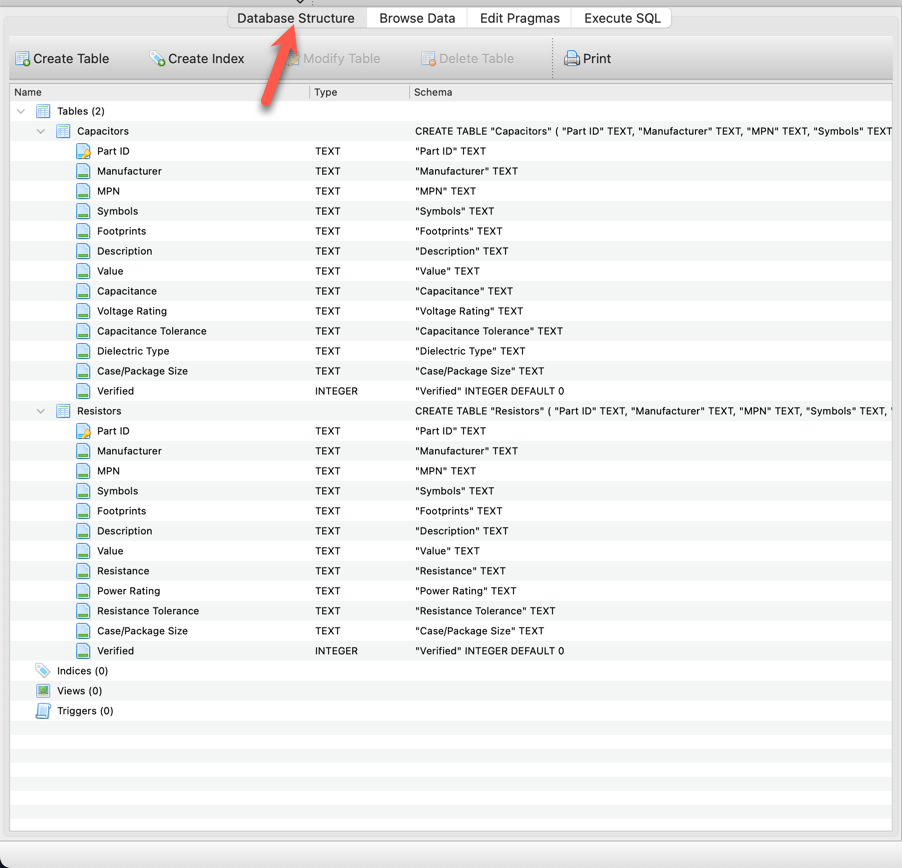 Database Structure Browse Data Edit Pragmas Execute SQL
Create Table Create Index Modify Table Delete Table Print
Name Type Schema
Tables (2)
Capacitors CREATE TABLE "Capacitors" ( "Part ID" TEXT, "Manufacturer" TEXT, "MPN" TEXT, "Symbols" TEXT
Part ID TEXT "Part ID" TEXT
Manufacturer TEXT "Manufacturer" TEXT
MPN TEXT "MPN" TEXT
Symbols TEXT "Symbols" TEXT
Footprints TEXT "Footprints" TEXT
Description TEXT "Description" TEXT
Value TEXT "Value" TEXT
Capacitance TEXT "Capacitance" TEXT
Voltage Rating TEXT "Voltage Rating" TEXT
Capacitance Tolerance TEXT "Capacitance Tolerance" TEXT
Dielectric Type TEXT "Dielectric Type" TEXT
Case/Package Size TEXT "Case/Package Size" TEXT
Verified INTEGER "Verified" INTEGER DEFAULT 0
Resistors CREATE TABLE "Resistors" ( "Part ID" TEXT, "Manufacturer" TEXT, "MPN" TEXT, "Symbols" TEXT, "
Part ID TEXT "Part ID" TEXT
Manufacturer TEXT "Manufacturer" TEXT
MPN TEXT "MPN" TEXT
Symbols TEXT "Symbols" TEXT
Footprints TEXT "Footprints" TEXT
Description TEXT "Description" TEXT
Value TEXT "Value" TEXT
Resistance TEXT "Resistance" TEXT
Power Rating TEXT "Power Rating" TEXT
Resistance Tolerance TEXT "Resistance Tolerance" TEXT
Case/Package Size TEXT "Case/Package Size" TEXT
Verified INTEGER "Verified" INTEGER DEFAULT 0
Indices (0)
Views (0)
Triggers (0)